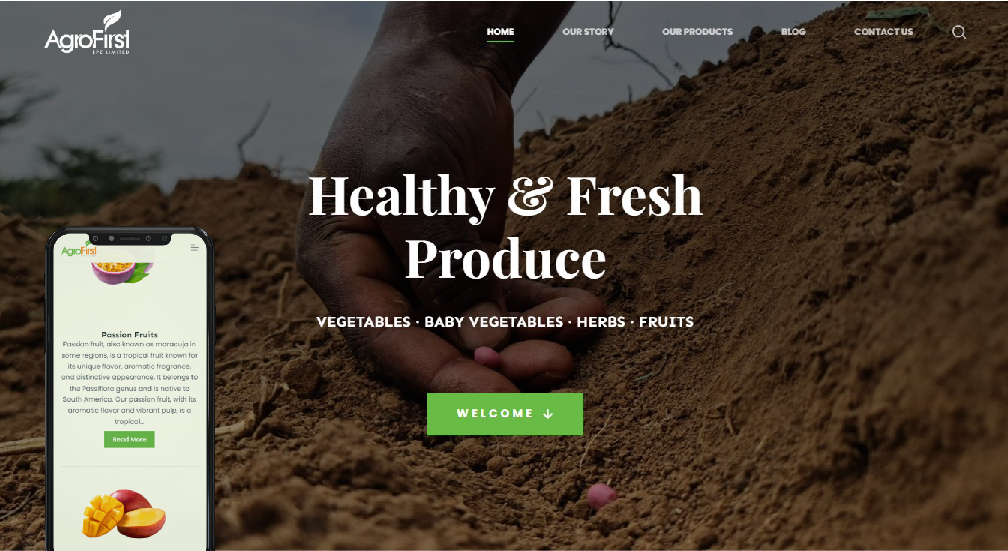 AgroFirst
EPZ LIMITED
HOME
OUR STORY
OUR PRODUCTS
BLOG
CONTACT US
Healthy & Fresh
Produce
VEGETABLES · BABY VEGETABLES · HERBS · FRUITS
WELCOME ↓
AgroFirst
Passion Fruits
Passion fruit, also known as maracuja in
some regions, is a tropical fruit known for
its unique flavor, aromatic fragrance,
and distinctive appearance. It belongs to
the Passiflora genus and is native to
South America. Our passion fruit, with its
aromatic flavor and vibrant pulp, is a
tropical...
Read More